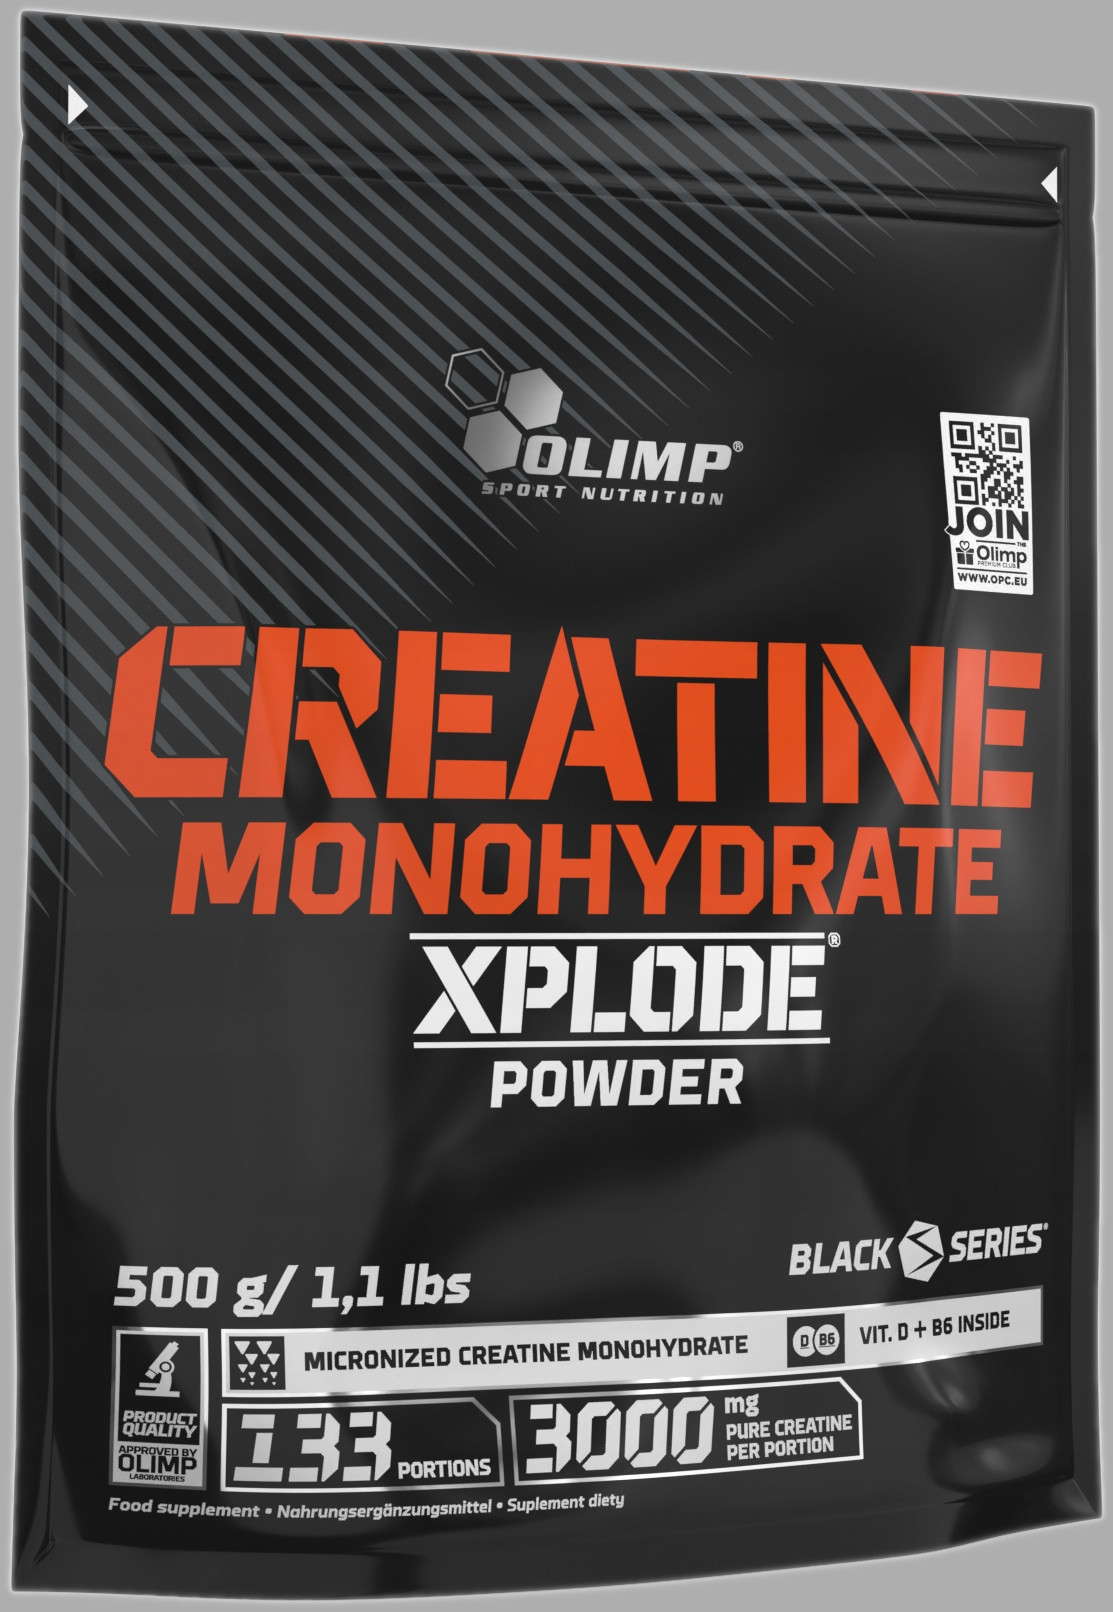 OLIMP®
SPORT NUTRITION
JOIN
THE
Olimp
PREMIUM CLUB
WWW.OPC.EU
CREATINE
MONOHYDRATE
XPLODE®
POWDER
BLACK SERIES®
500 g/ 1,1 lbs
MICRONIZED CREATINE MONOHYDRATE
D B6 VIT. D + B6 INSIDE
PRODUCT
QUALITY
APPROVED BY
OLIMP
LABORATORIES
133 PORTIONS
3000 mg
PURE CREATINE
PER PORTION
Food supplement • Nahrungsergänzungsmittel • Suplement diety